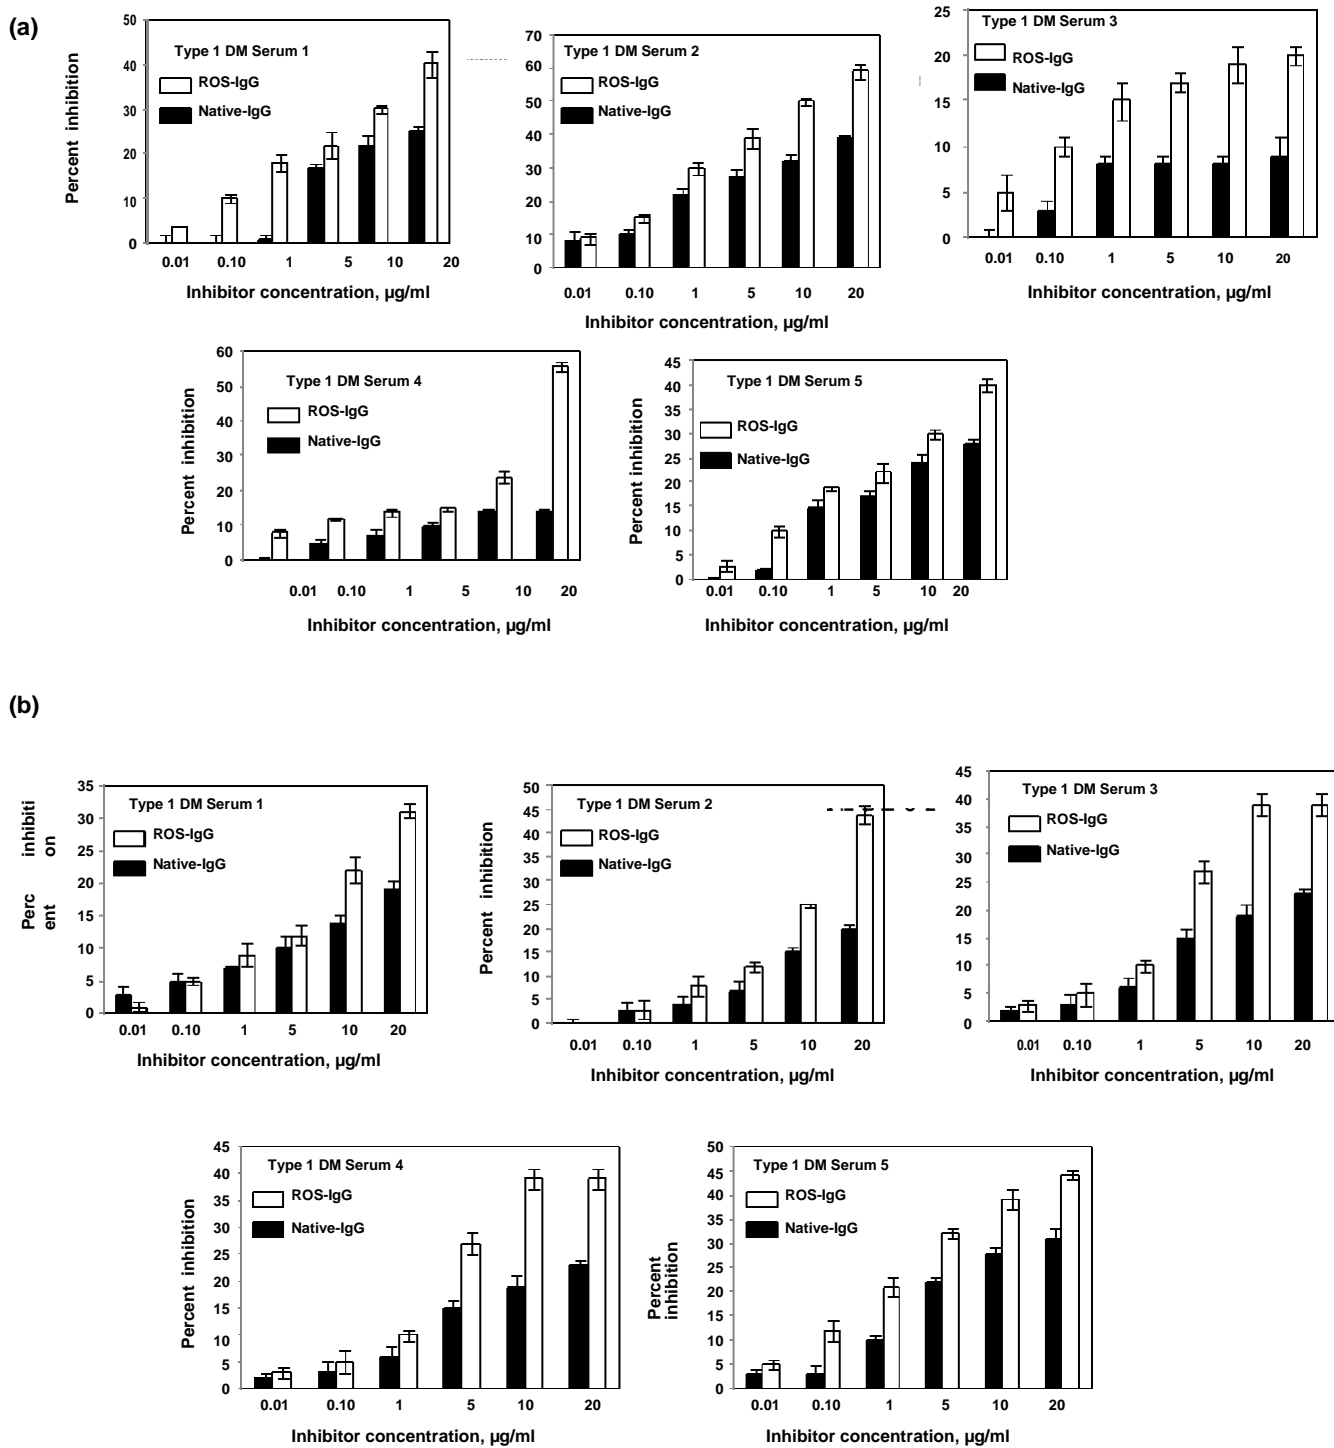 (a)
50
40
30
20
10
0
Percent inhibition
Type 1 DM Serum 1
ROS-IgG
Native-IgG
0.01 0.10 1 5 10 20
Inhibitor concentration, µg/ml
70
60
50
40
30
20
10
0
Type 1 DM Serum 2
ROS-IgG
Native-IgG
0.01 0.10 1 5 10 20
Inhibitor concentration, µg/ml
25
20
15
10
5
0
Type 1 DM Serum 3
ROS-IgG
Native-IgG
0.01 0.10 1 5 10 20
Inhibitor concentration, µg/ml
60
50
40
30
20
10
0
Percent inhibition
Type 1 DM Serum 4
ROS-IgG
Native-IgG
0.01 0.10 1 5 10 20
Inhibitor concentration, µg/ml
45
40
35
30
25
20
15
10
5
0
Percent inhibition
Type 1 DM Serum 5
ROS-IgG
Native-IgG
0.01 0.10 1 5 10 20
Inhibitor concentration, µg/ml
(b)
35
30
25
20
15
10
5
0
Perc inhibiti
ent on
Type 1 DM Serum 1
ROS-IgG
Native-IgG
0.01 0.10 1 5 10 20
Inhibitor concentration, µg/ml
50
45
40
35
30
25
20
15
10
5
0
Percent inhibition
Type 1 DM Serum 2
ROS-IgG
Native-IgG
0.01 0.10 1 5 10 20
Inhibitor concentration, µg/ml
45
40
35
30
25
20
15
10
5
0
Type 1 DM Serum 3
ROS-IgG
Native-IgG
0.01 0.10 1 5 10 20
Inhibitor concentration, µg/ml
45
40
35
30
25
20
15
10
5
0
Percent inhibition
Type 1 DM Serum 4
ROS-IgG
Native-IgG
0.01 0.10 1 5 10 20
Inhibitor concentration, µg/ml
50
45
40
35
30
25
20
15
10
5
0
Percent
inhibition
Type 1 DM Serum 5
ROS-IgG
Native-IgG
0.01 0.10 1 5 10 20
Inhibitor concentration, µg/ml